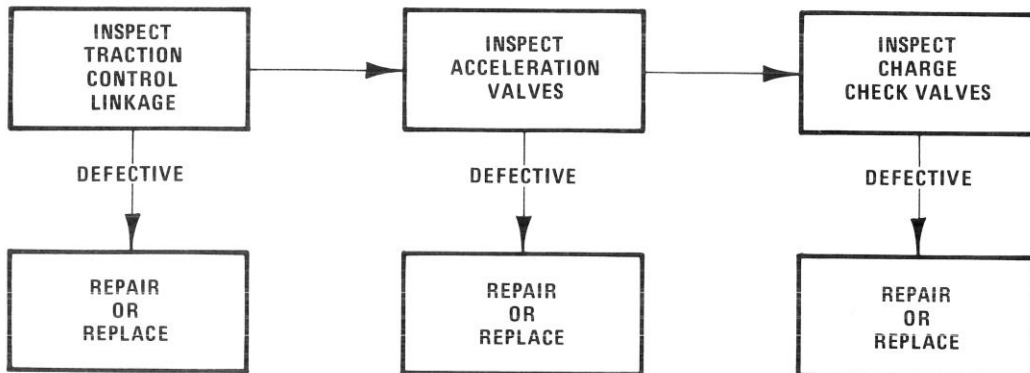 INSPECT
TRACTION
CONTROL
LINKAGE
INSPECT
ACCELERATION
VALVES
INSPECT
CHARGE
CHECK VALVES
DEFECTIVE
DEFECTIVE
DEFECTIVE
REPAIR
OR
REPLACE
REPAIR
OR
REPLACE
REPAIR
OR
REPLACE